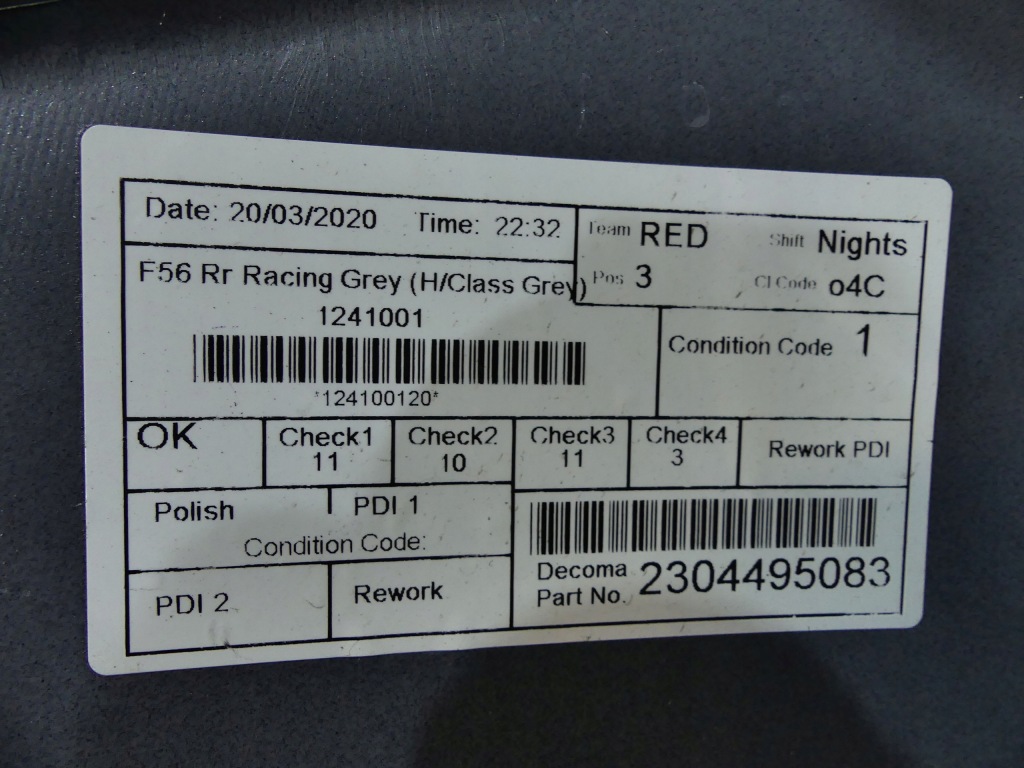 Date: 20/03/2020 Time: 22:32
Team RED Shift Nights
Pos 3 Cl Code o4C
F56 Rr Racing Grey (H/Class Grey)
1241001
*124100120*
Condition Code 1
OK Check1 Check2 Check3 Check4 Rework PDI
11 10 11 3
Polish PDI 1
Condition Code:
PDI 2 Rework
Decoma 2304495083
Part No.